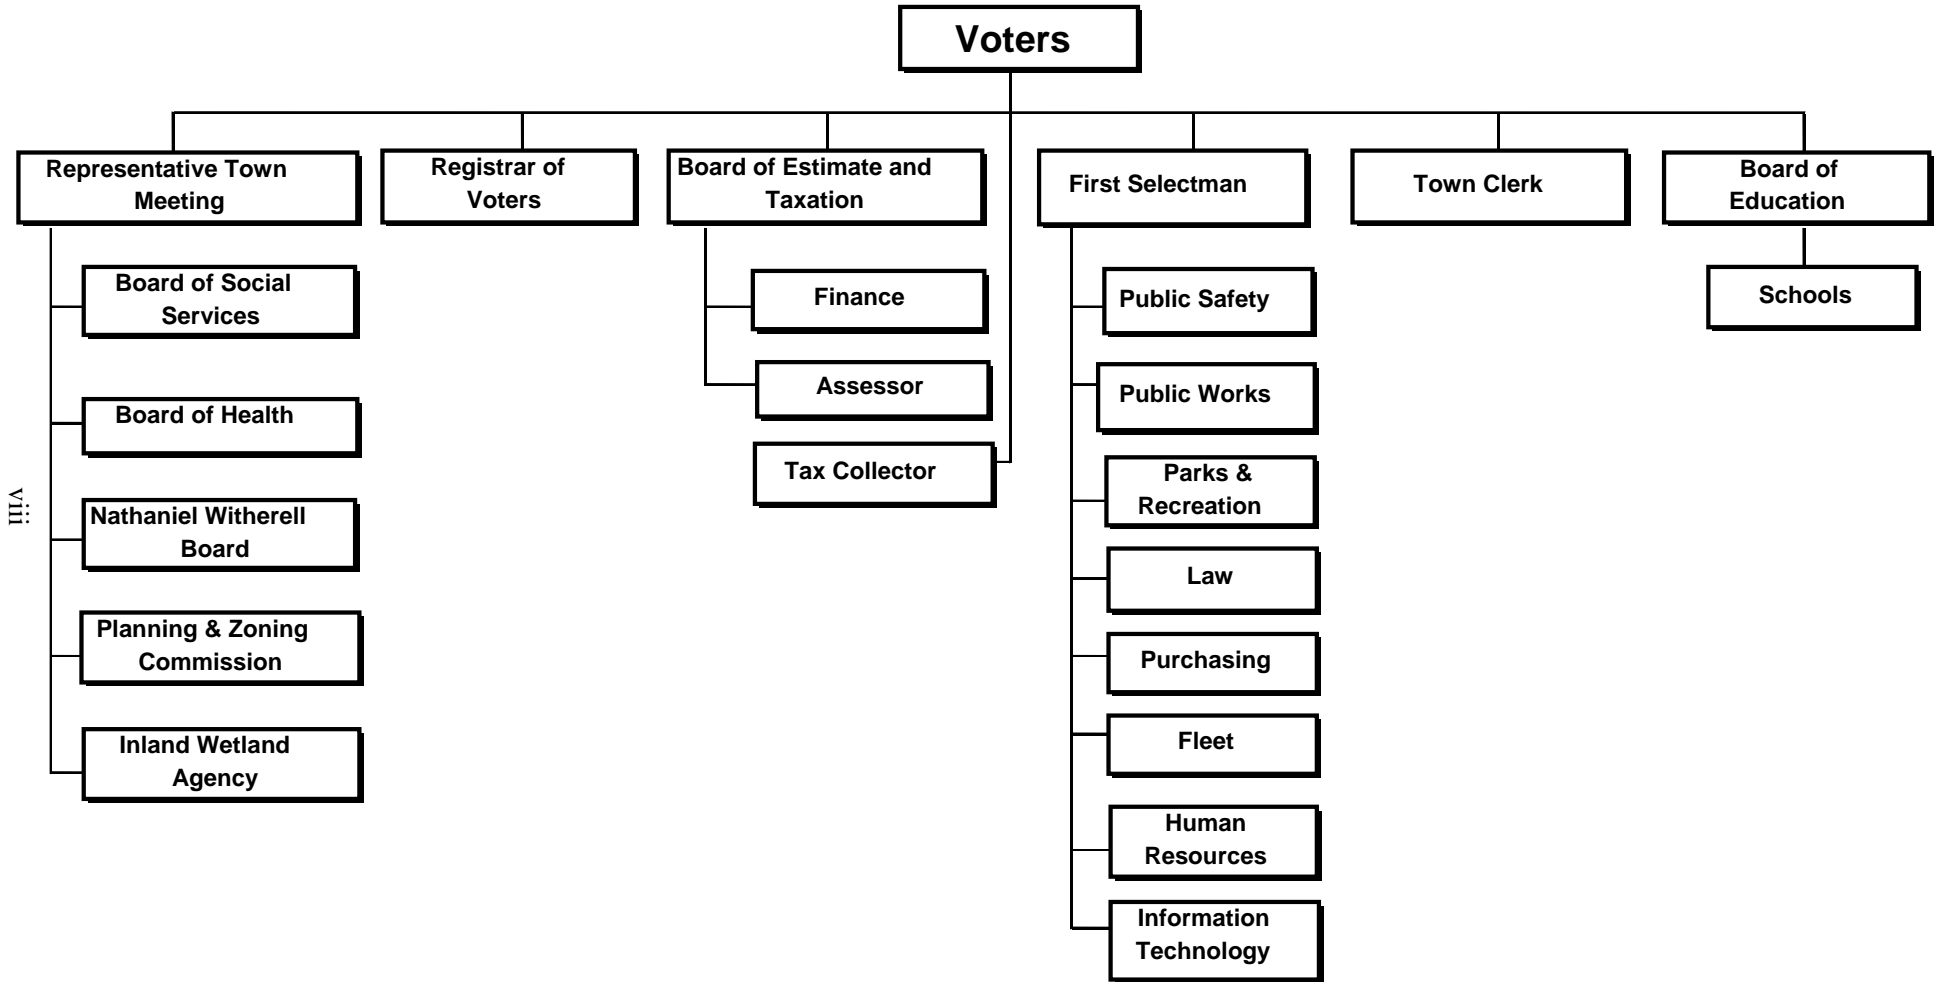 Voters
Representative Town
Meeting
Registrar of
Voters
Board of Estimate and
Taxation
First Selectman
Town Clerk
Board of
Education
Board of Social
Services
Board of Health
Nathaniel Witherell
Board
Planning & Zoning
Commission
Inland Wetland
Agency
Finance
Assessor
Tax Collector
Public Safety
Public Works
Parks &
Recreation
Law
Purchasing
Fleet
Human
Resources
Information
Technology
Schools
viii